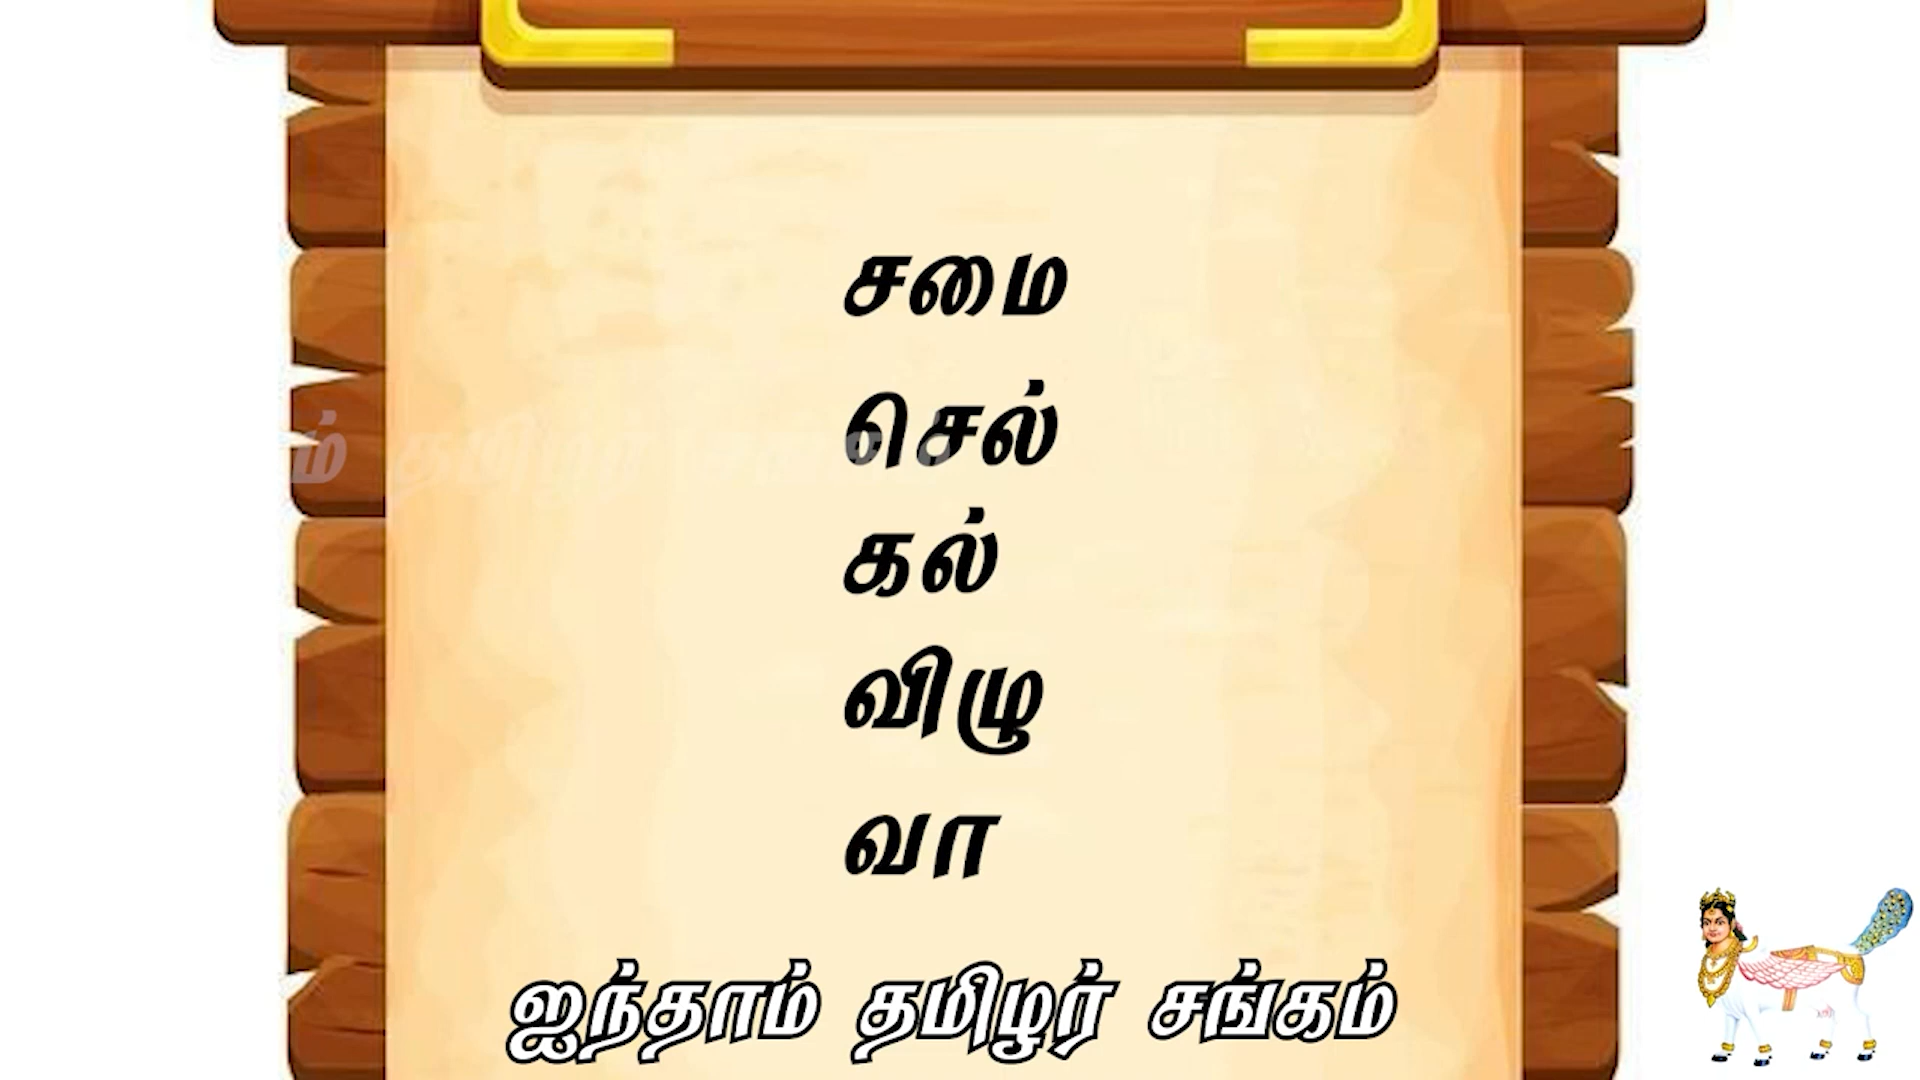 சமை
செல்
கல்
விழு
வா
ஐந்தாம் தமிழர் சங்கம்